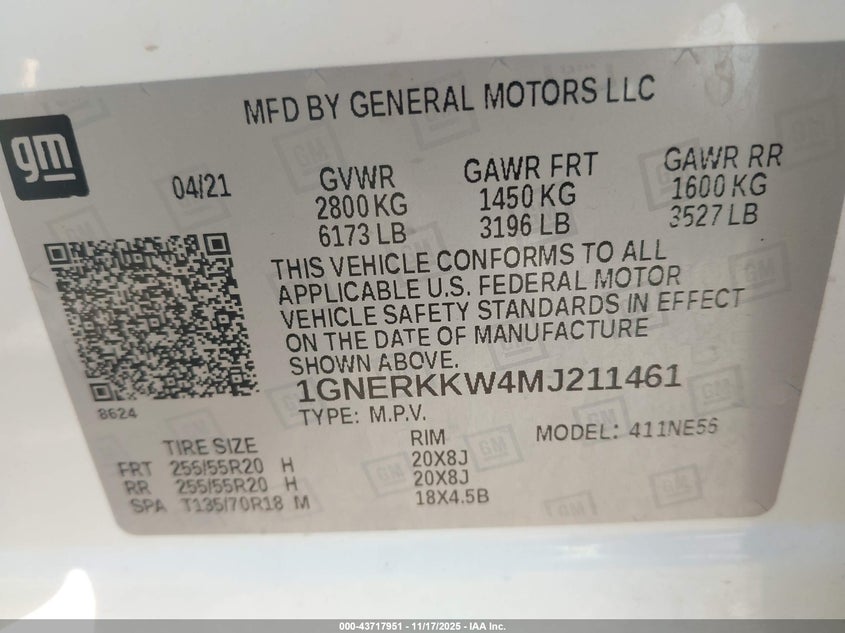 MFD BY GENERAL MOTORS LLC
gm
04/21
GVWR
2800 KG
6173 LB
GAWR FRT
1450 KG
3196 LB
GAWR RR
1600 KG
3527 LB
THIS VEHICLE CONFORMS TO ALL
APPLICABLE U.S. FEDERAL MOTOR
VEHICLE SAFETY STANDARDS IN EFFECT
ON THE DATE OF MANUFACTURE
SHOWN ABOVE.
1GNERKKW4MJ211461
8624
TYPE: M.P.V.
MODEL: 411NE56
TIRE SIZE RIM
FRT 255/55R20 H 20X8J
RR 255/55R20 H 20X8J
SPA T135/70R18 M 18X4.5B
000-43717951 - 11/17/2025 - IAA Inc.